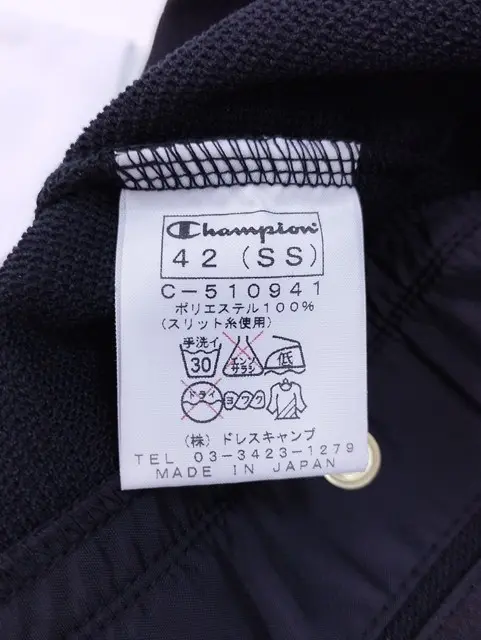 Champion
42 (SS)
C-510941
ポリエステル100%
(スリット糸使用)
手洗イ
30
エンソ
サラシ
低
ドライ
ヨワク
(株) ドレスキャンプ
TEL 03-3423-1279
MADE IN JAPAN